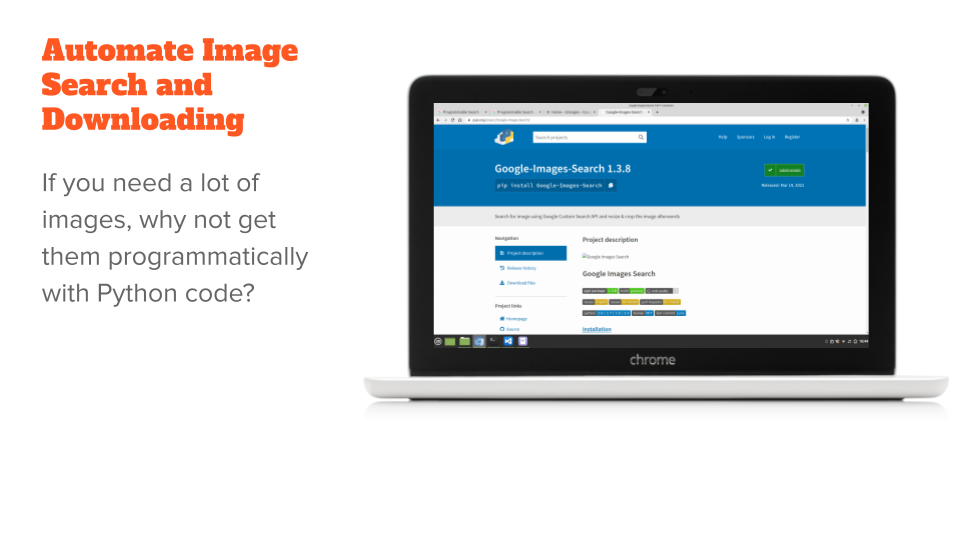 Automate Image
Search and
Downloading
If you need a lot of
images, why not get
them programmatically
with Python code?
Search projects
Help Sponsors Log in Register
Google-Images-Search 1.3.8
pip install Google-Images-Search
Latest version
Released: Mar 14, 2021
Search for image using Google Custom Search API and resize & crop the image afterwards
Navigation
Project description
Release history
Download files
Project links
Homepage
Source
Project description
Google Images Search
Google Images Search
Installation
chrome